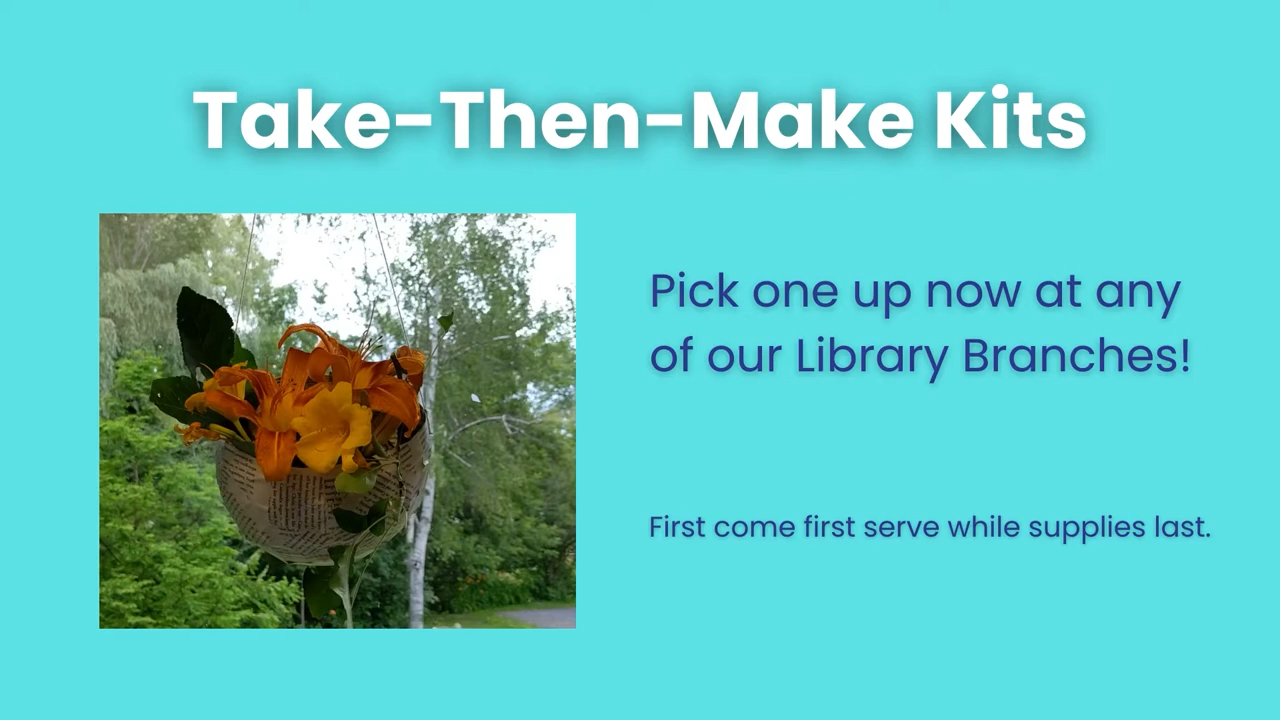 Take-Then-Make Kits
Pick one up now at any
of our Library Branches!
First come first serve while supplies last.